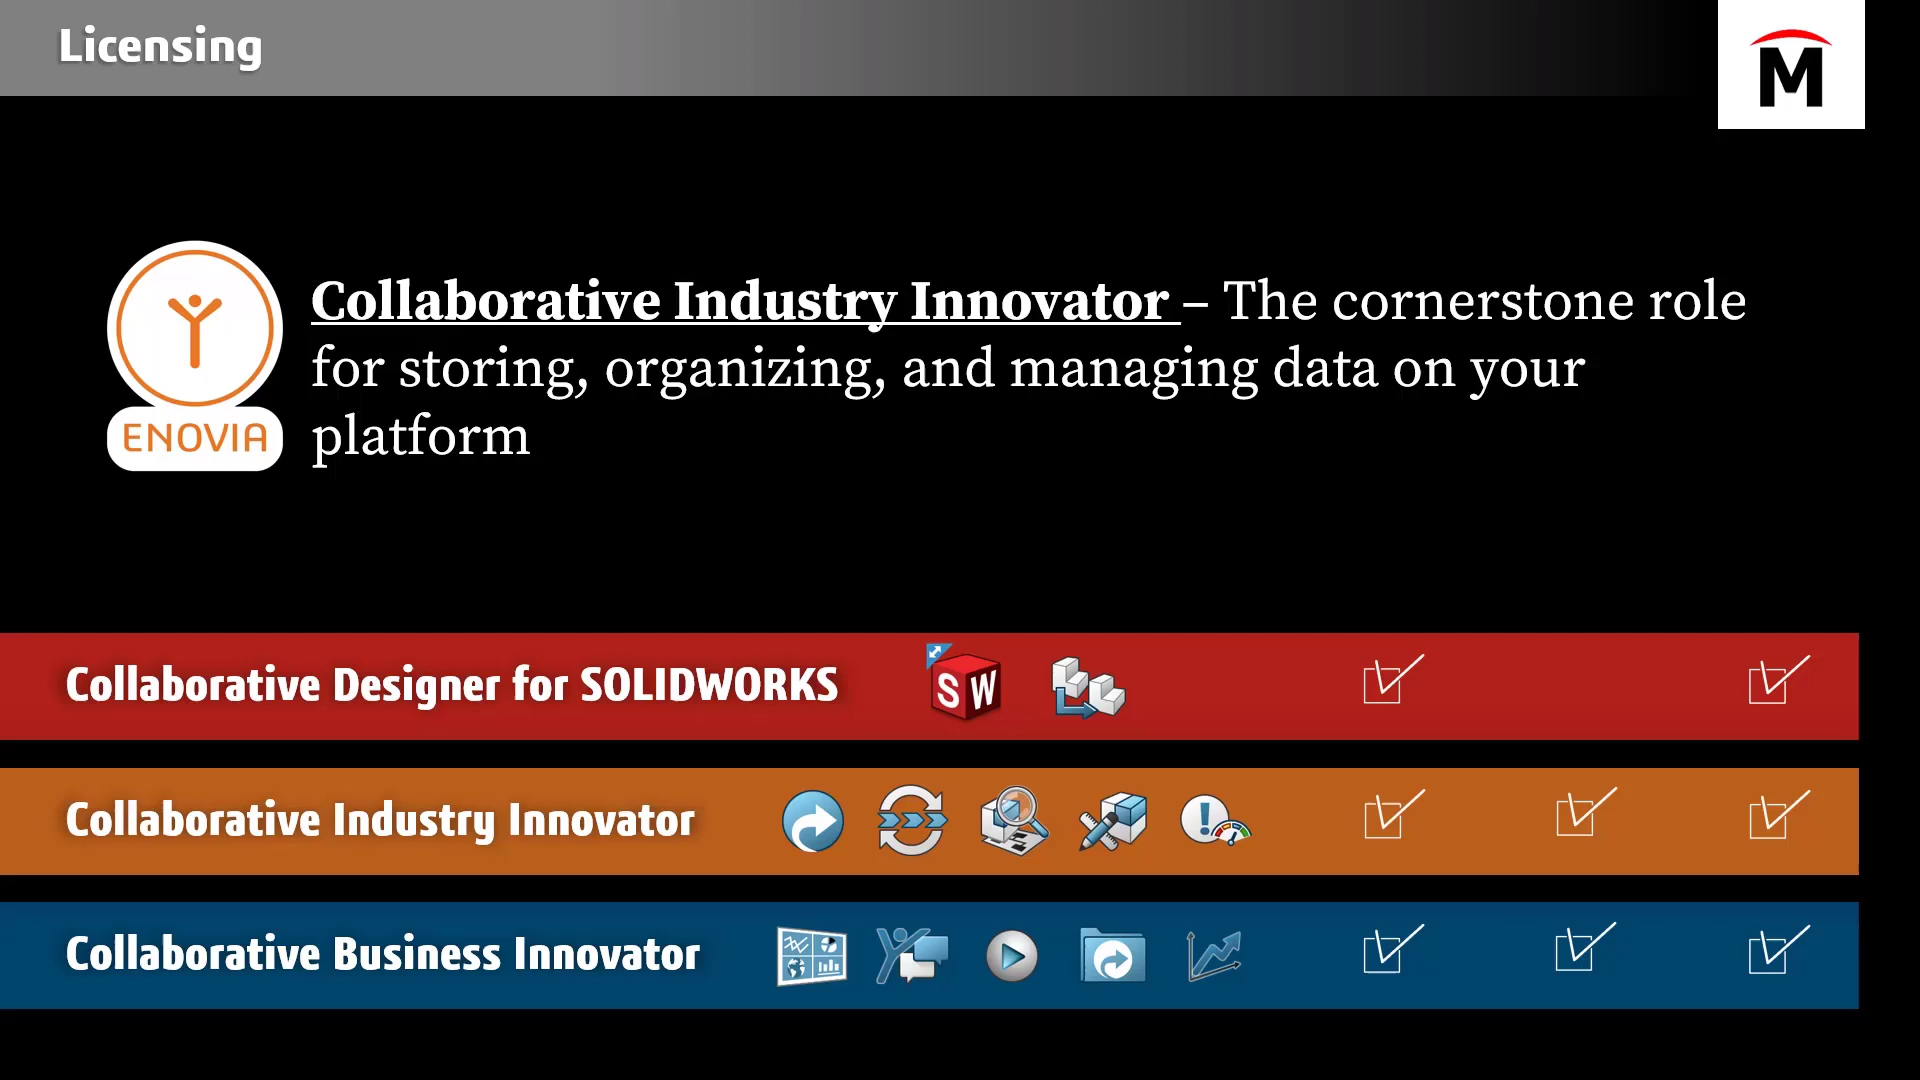 Licensing
M
Collaborative Industry Innovator – The cornerstone role
for storing, organizing, and managing data on your
platform
ENOVIA
Collaborative Designer for SOLIDWORKS
SW
Collaborative Industry Innovator
Collaborative Business Innovator